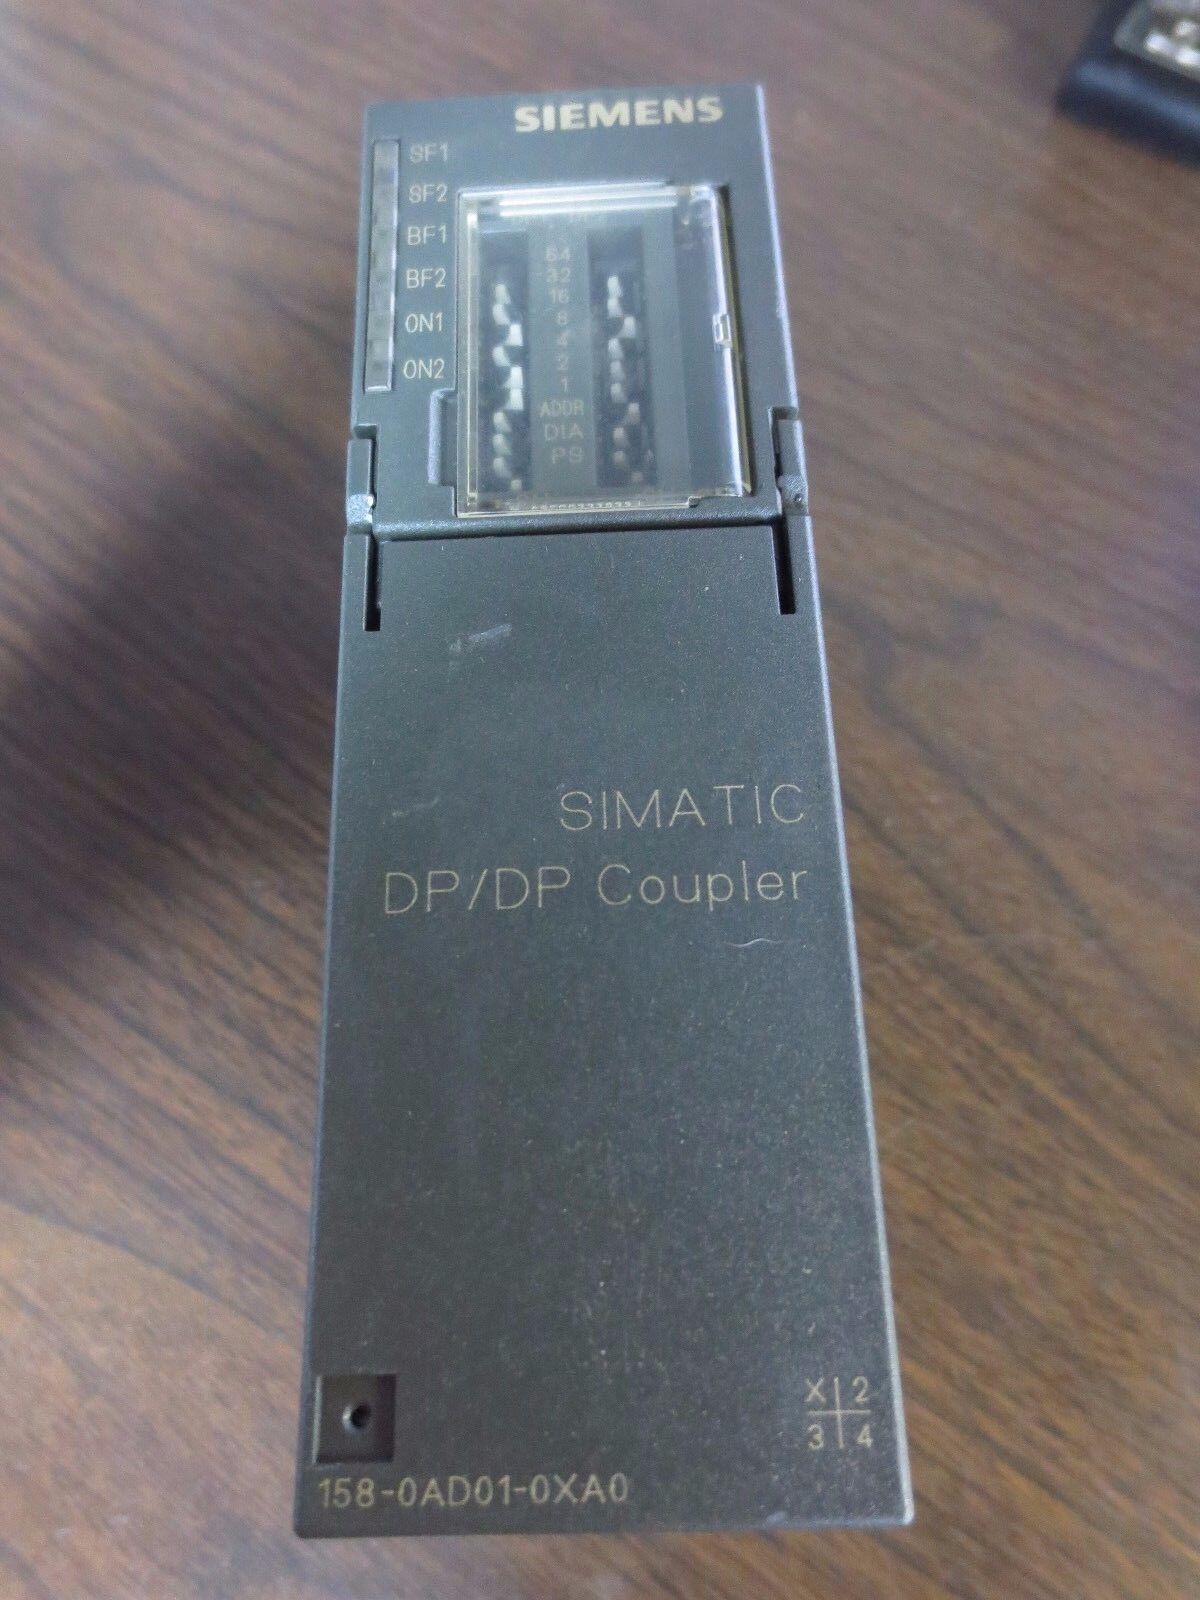 SIEMENS
SF1
SF2
BF1
BF2
ON1
ON2
64
32
16
8
4
2
1
ADDR
DIA
PS
SIMATIC
DP/DP Coupler
X 2
3 4
158-0AD01-0XA0